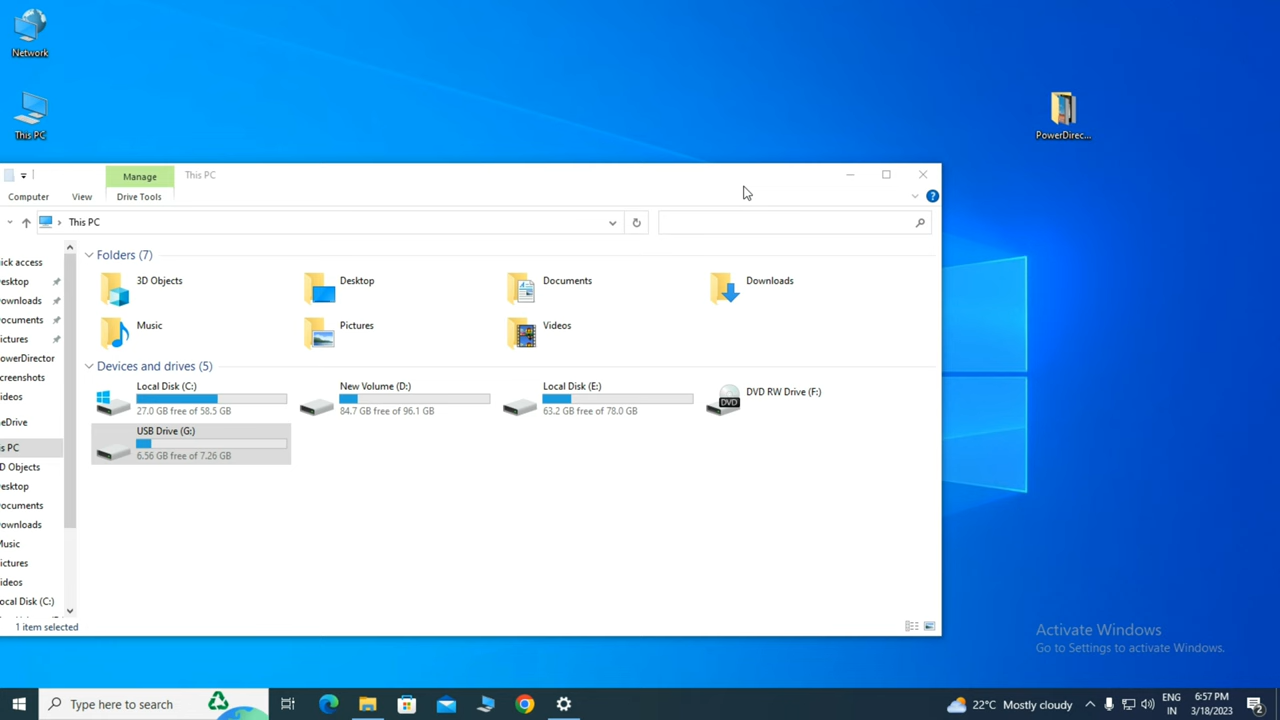 Network
This PC
PowerDirec...
Manage
This PC
Computer
View
Drive Tools
This PC
ick access
esktop
ownloads
ocuments
ictures
owerDirector
creenshots
ideos
eDrive
is PC
D Objects
esktop
ocuments
ownloads
Music
ictures
ideos
ocal Disk (C:)
Folders (7)
3D Objects
Desktop
Documents
Downloads
Music
Pictures
Videos
Devices and drives (5)
Local Disk (C:)
27.0 GB free of 58.5 GB
New Volume (D:)
84.7 GB free of 96.1 GB
Local Disk (E:)
63.2 GB free of 78.0 GB
DVD RW Drive (F:)
DVD
USB Drive (G:)
6.56 GB free of 7.26 GB
1 item selected
Activate Windows
Go to Settings to activate Windows.
Type here to search
22°C Mostly cloudy
ENG
IN
6:57 PM
3/18/2023
2